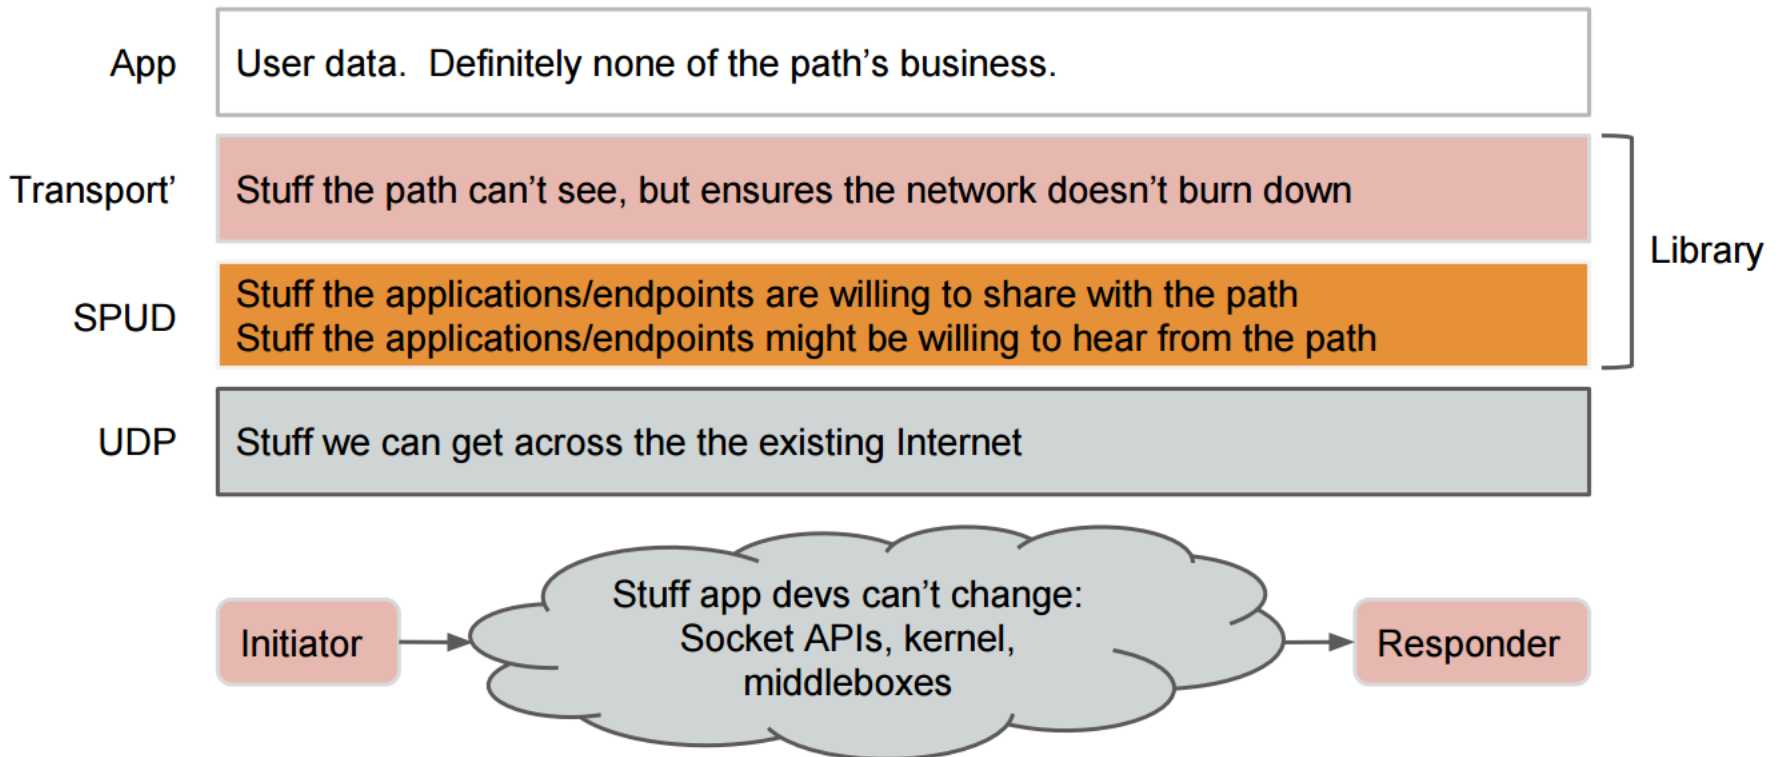 App
User data.  Definitely none of the path’s business.
Transport’
Stuff the path can’t see, but ensures the network doesn’t burn down
Library
SPUD
Stuff the applications/endpoints are willing to share with the path
Stuff the applications/endpoints might be willing to hear from the path
UDP
Stuff we can get across the the existing Internet
Initiator
Stuff app devs can’t change:
Socket APIs, kernel,
middleboxes
Responder